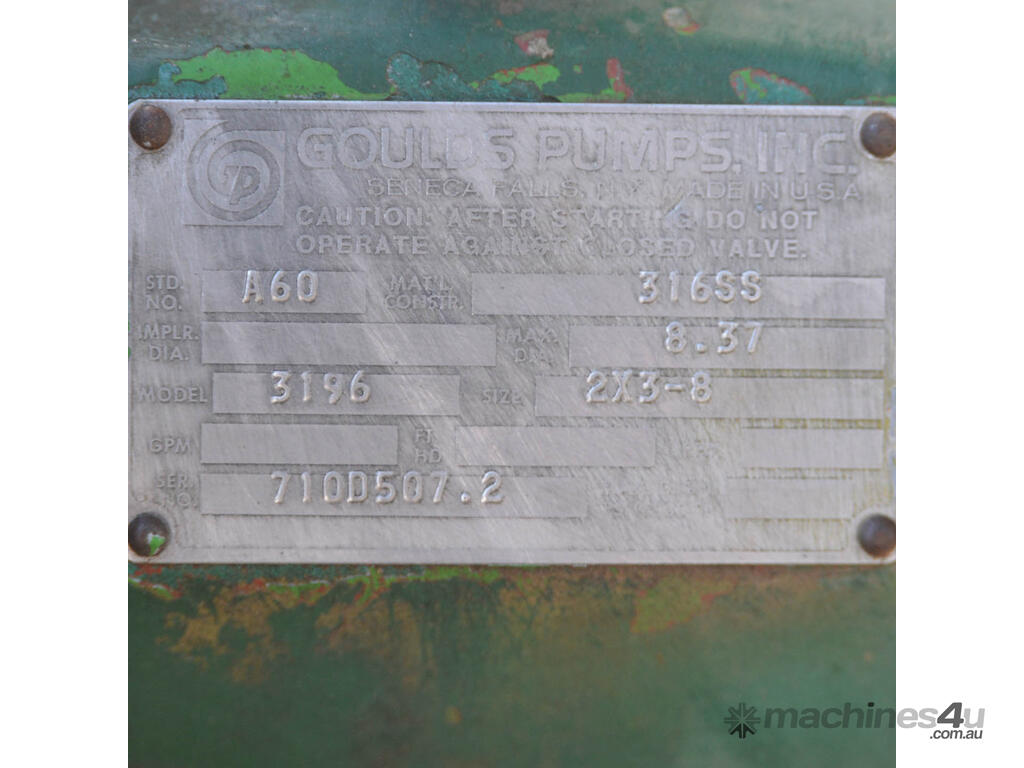 GOULDS PUMPS, INC.
SENECA FALLS, N.Y. MADE IN U.S.A
CAUTION: AFTER STARTING DO NOT
OPERATE AGAINST CLOSED VALVE.
STD. NO. A60 MAT'L. CONSTR. 316SS
IMPLR. DIA. MAX. DIA. 8.37
MODEL 3196 SIZE 2X3-8
GPM FT HD
SER. NO. 710D507.2
machines4u
.com.au